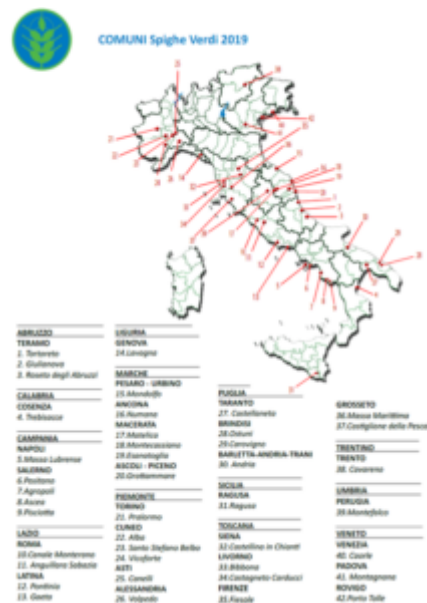 COMUNI Spighe Verdi 2019
ABRUZZO
TERAMO
1. Tortoreto
2. Giulianova
3. Roseto degli Abruzzi
CALABRIA
COSENZA
4. Trebisacce
CAMPANIA
NAPOLI
5.Massa Lubrense
SALERNO
6.Positano
7.Agropoli
8.Ascea
9.Pisciotta
LAZIO
ROMA
10.Canale Monterano
11. Anguillara Sabazia
LATINA
12. Pontinia
13. Gaeta
LIGURIA
GENOVA
14.Lavagna
MARCHE
PESARO - URBINO
15.Mondolfo
ANCONA
16.Numana
MACERATA
17.Matelica
18.Montecassiano
19.Esanatoglia
ASCOLI - PICENO
20.Grottammare
PIEMONTE
TORINO
21. Pralormo
CUNEO
22. Alba
23. Santo Stefano Belbo
24. Vicoforte
ASTI
25. Canelli
ALESSANDRIA
26. Volpedo
PUGLIA
TARANTO
27. Castellaneta
BRINDISI
28.Ostuni
29.Carovigno
BARLETTA-ANDRIA-TRANI
30. Andria
SICILIA
RAGUSA
31.Ragusa
TOSCANA
SIENA
32.Castellina in Chianti
LIVORNO
33.Bibbona
34.Castagneto Carducci
FIRENZE
35.Fiesole
GROSSETO
36.Massa Marittima
37.Castiglione della Pescaia
TRENTINO
TRENTO
38. Cavareno
UMBRIA
PERUGIA
39.Montefalco
VENETO
VENEZIA
40. Caorle
PADOVA
41. Montagnana
ROVIGO
42.Porto Tolle